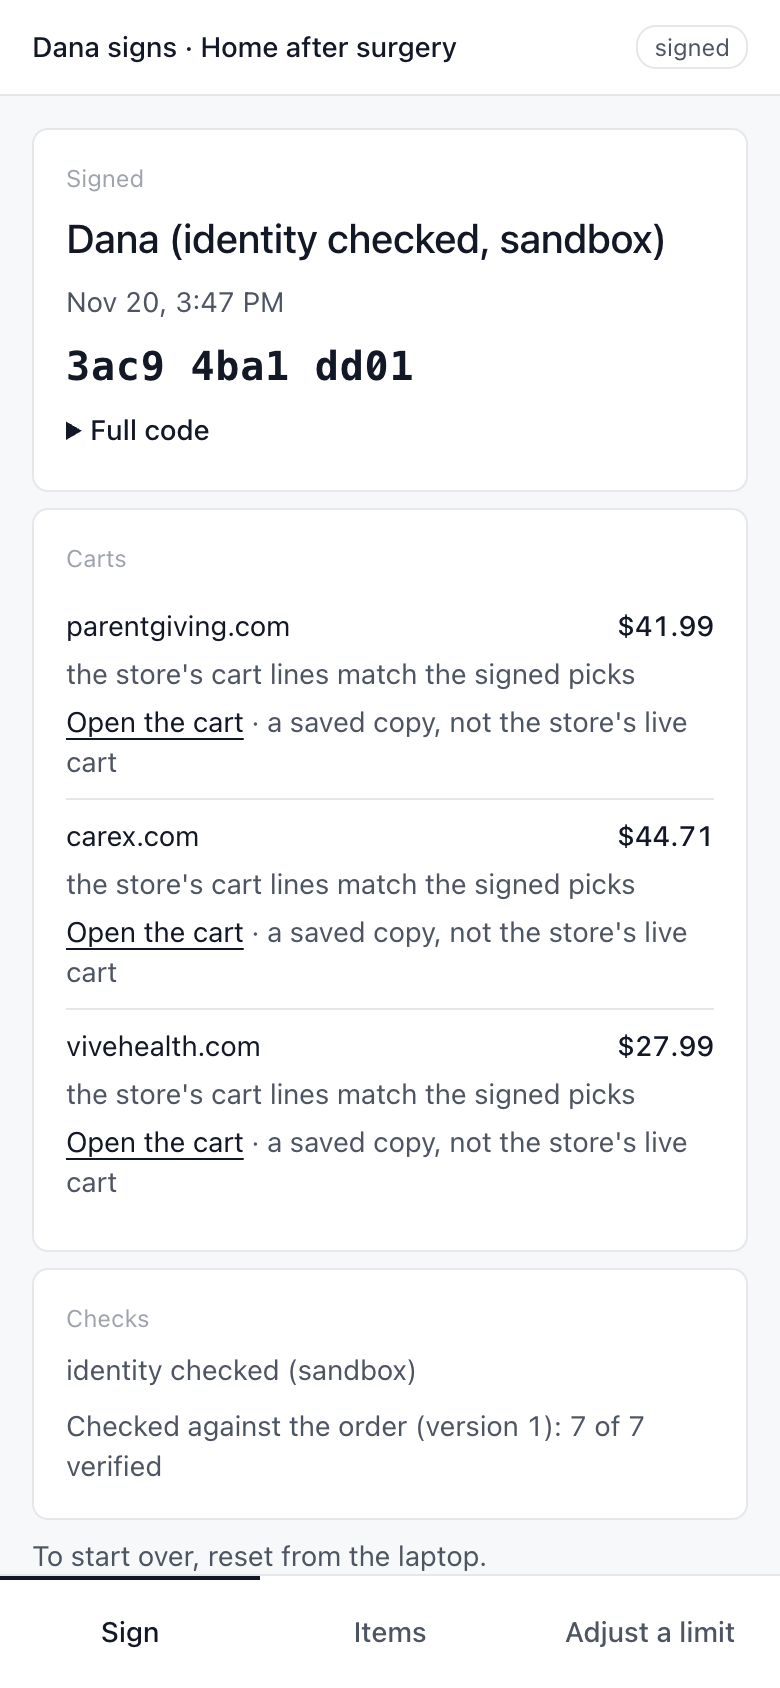 Dana signs · Home after surgery
signed
Signed
Dana (identity checked, sandbox)
Nov 20, 3:47 PM
3ac9 4ba1 dd01
▶ Full code
Carts
parentgiving.com $41.99
the store's cart lines match the signed picks
Open the cart · a saved copy, not the store's live
cart
carex.com $44.71
the store's cart lines match the signed picks
Open the cart · a saved copy, not the store's live
cart
vivehealth.com $27.99
the store's cart lines match the signed picks
Open the cart · a saved copy, not the store's live
cart
Checks
identity checked (sandbox)
Checked against the order (version 1): 7 of 7
verified
To start over, reset from the laptop.
Sign Items Adjust a limit